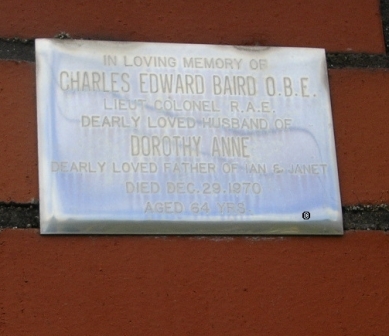 IN LOVING MEMORY OF
CHARLES EDWARD BAIRD O.B.E.
LIEUT COLONEL R.A.E.
DEARLY LOVED HUSBAND OF
DOROTHY ANNE
DEARLY LOVED FATHER OF IAN & JANET
DIED DEC. 29. 1970
AGED 64 YRS.